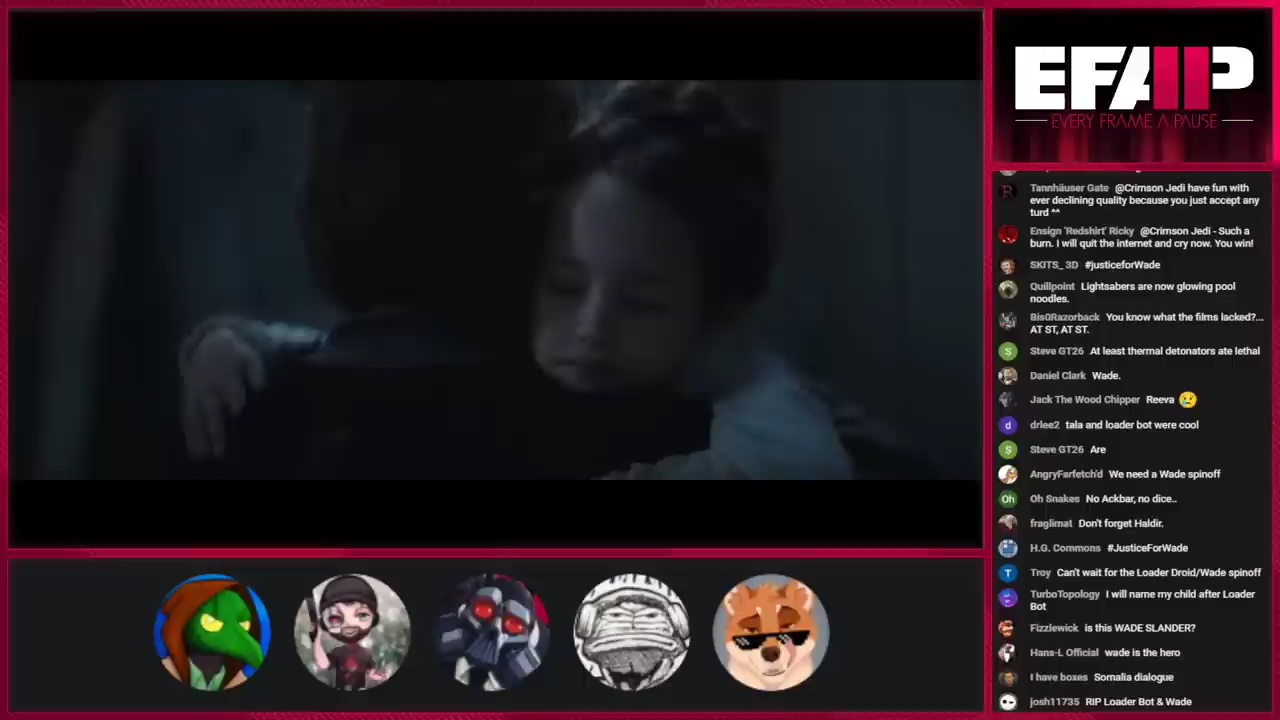 EFAP
EVERY FRAME A PAUSE
Tannhäuser Gate @Crimson Jedi have fun with
ever declining quality because you just accept any
turd ^^
Ensign 'Redshirt' Ricky @Crimson Jedi - Such a
burn. I will quit the internet and cry now. You win!
SKITS_ 3D #justiceforWade
Quillpoint Lightsabers are now glowing pool
noodles.
Bis0Razorback You know what the films lacked?...
AT ST, AT ST.
S Steve GT26 At least thermal detonators ate lethal
Daniel Clark Wade.
Jack The Wood Chipper Reeva 😢
d drlee2 tala and loader bot were cool
S Steve GT26 Are
AngryFarfetch'd We need a Wade spinoff
Oh Oh Snakes No Ackbar, no dice..
fraglimat Don't forget Haldir.
H.G. Commons #JusticeForWade
T Troy Can't wait for the Loader Droid/Wade spinoff
TurboTopology I will name my child after Loader
Bot
Fizzlewick is this WADE SLANDER?
Hans-L Official wade is the hero
I have boxes Somalia dialogue
josh11735 RIP Loader Bot & Wade